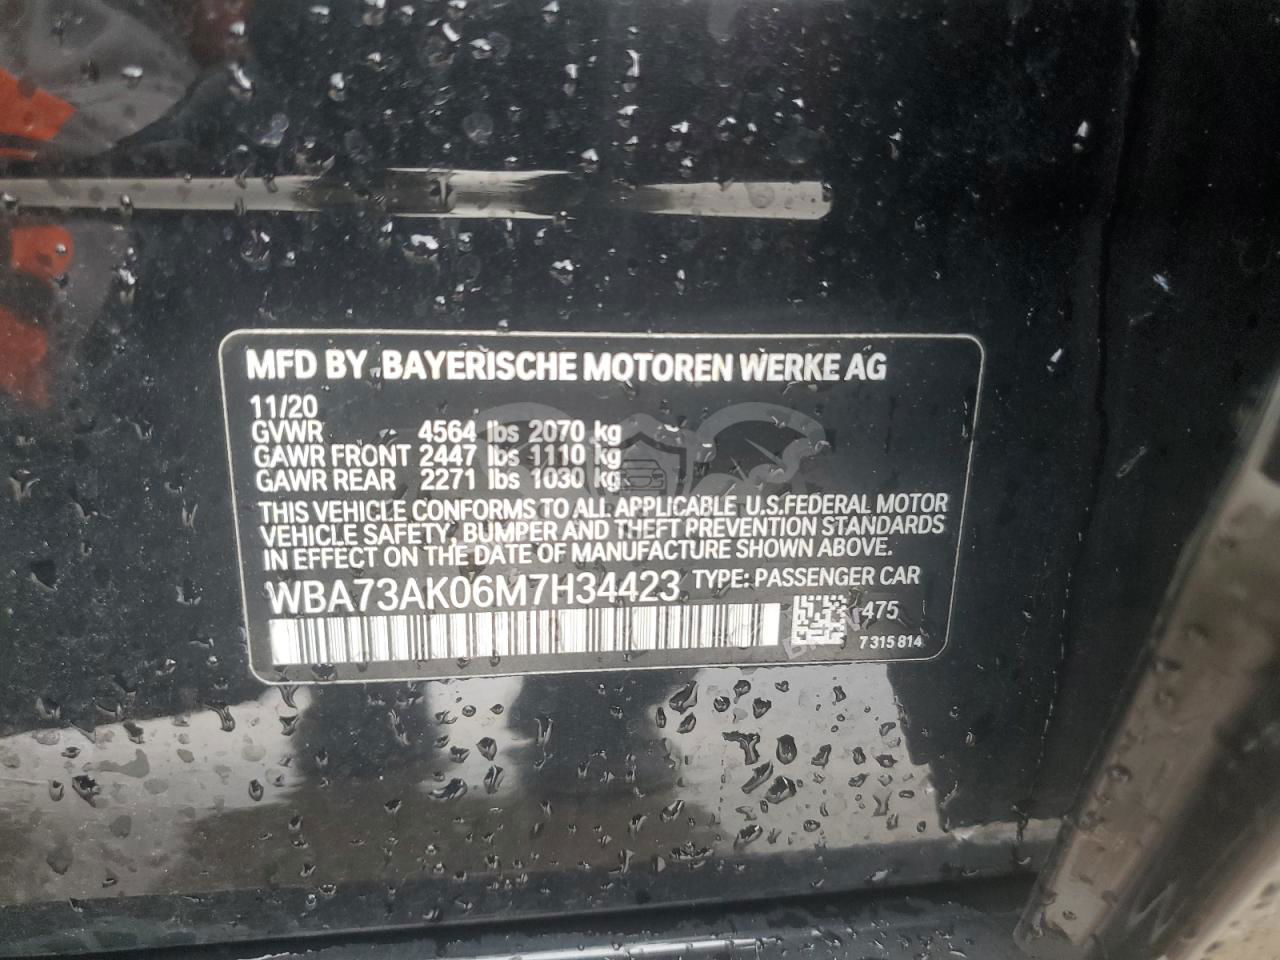 MFD BY BAYERISCHE MOTOREN WERKE AG
11/20
GVWR 4564 lbs 2070 kg
GAWR FRONT 2447 lbs 1110 kg
GAWR REAR 2271 lbs 1030 kg
THIS VEHICLE CONFORMS TO ALL APPLICABLE U.S.FEDERAL MOTOR
VEHICLE SAFETY, BUMPER AND THEFT PREVENTION STANDARDS
IN EFFECT ON THE DATE OF MANUFACTURE SHOWN ABOVE.
WBA73AK06M7H34423 TYPE: PASSENGER CAR
475
7 315 814